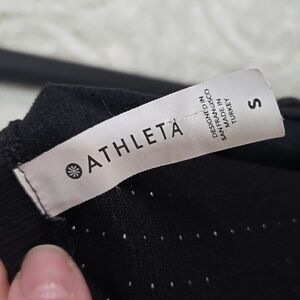 ATHLETA
DESIGNED IN
SAN FRANCISCO
MADE IN
TURKEY
S